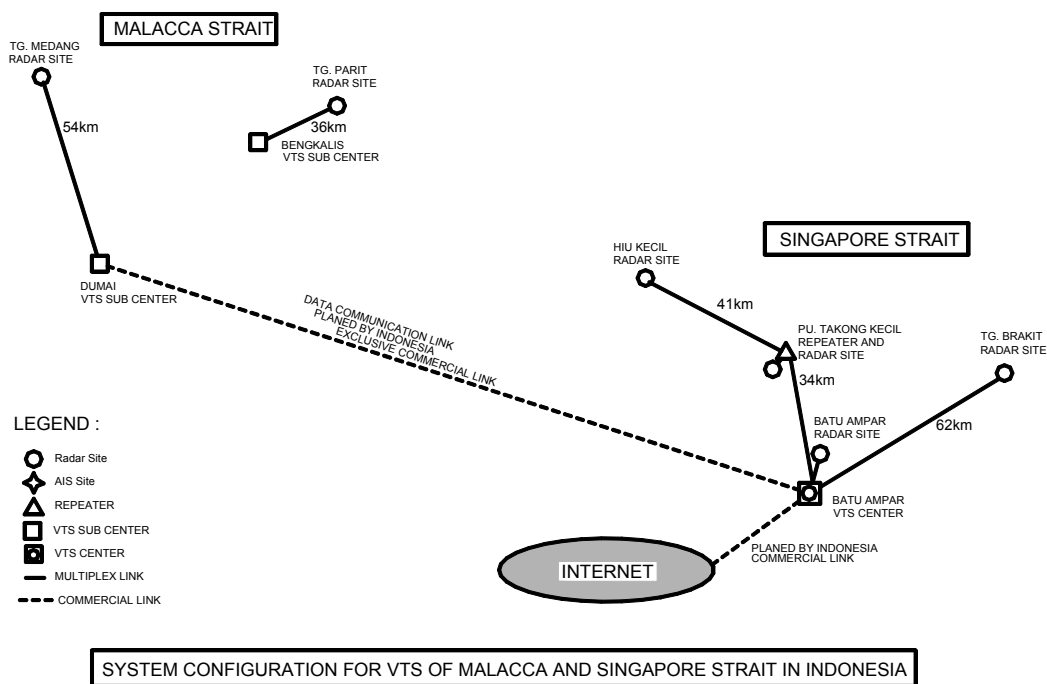 MALACCA STRAIT
TG. MEDANG
RADAR SITE
TG. PARIT
RADAR SITE
54km
36km
BENGKALIS
VTS SUB CENTER
SINGAPORE STRAIT
HIU KECIL
RADAR SITE
DUMAI
VTS SUB CENTER
41km
DATA COMMUNICATION LINK
PLANED BY INDONESIA
EXCLUSIVE COMMERCIAL LINK
PU. TAKONG KECIL
REPEATER AND
RADAR SITE
TG. BRAKIT
RADAR SITE
34km
BATU AMPAR
RADAR SITE
62km
LEGEND :
Radar Site
AIS Site
REPEATER
VTS SUB CENTER
VTS CENTER
MULTIPLEX LINK
COMMERCIAL LINK
BATU AMPAR
VTS CENTER
PLANED BY INDONESIA
COMMERCIAL LINK
INTERNET
SYSTEM CONFIGURATION FOR VTS OF MALACCA AND SINGAPORE STRAIT IN INDONESIA